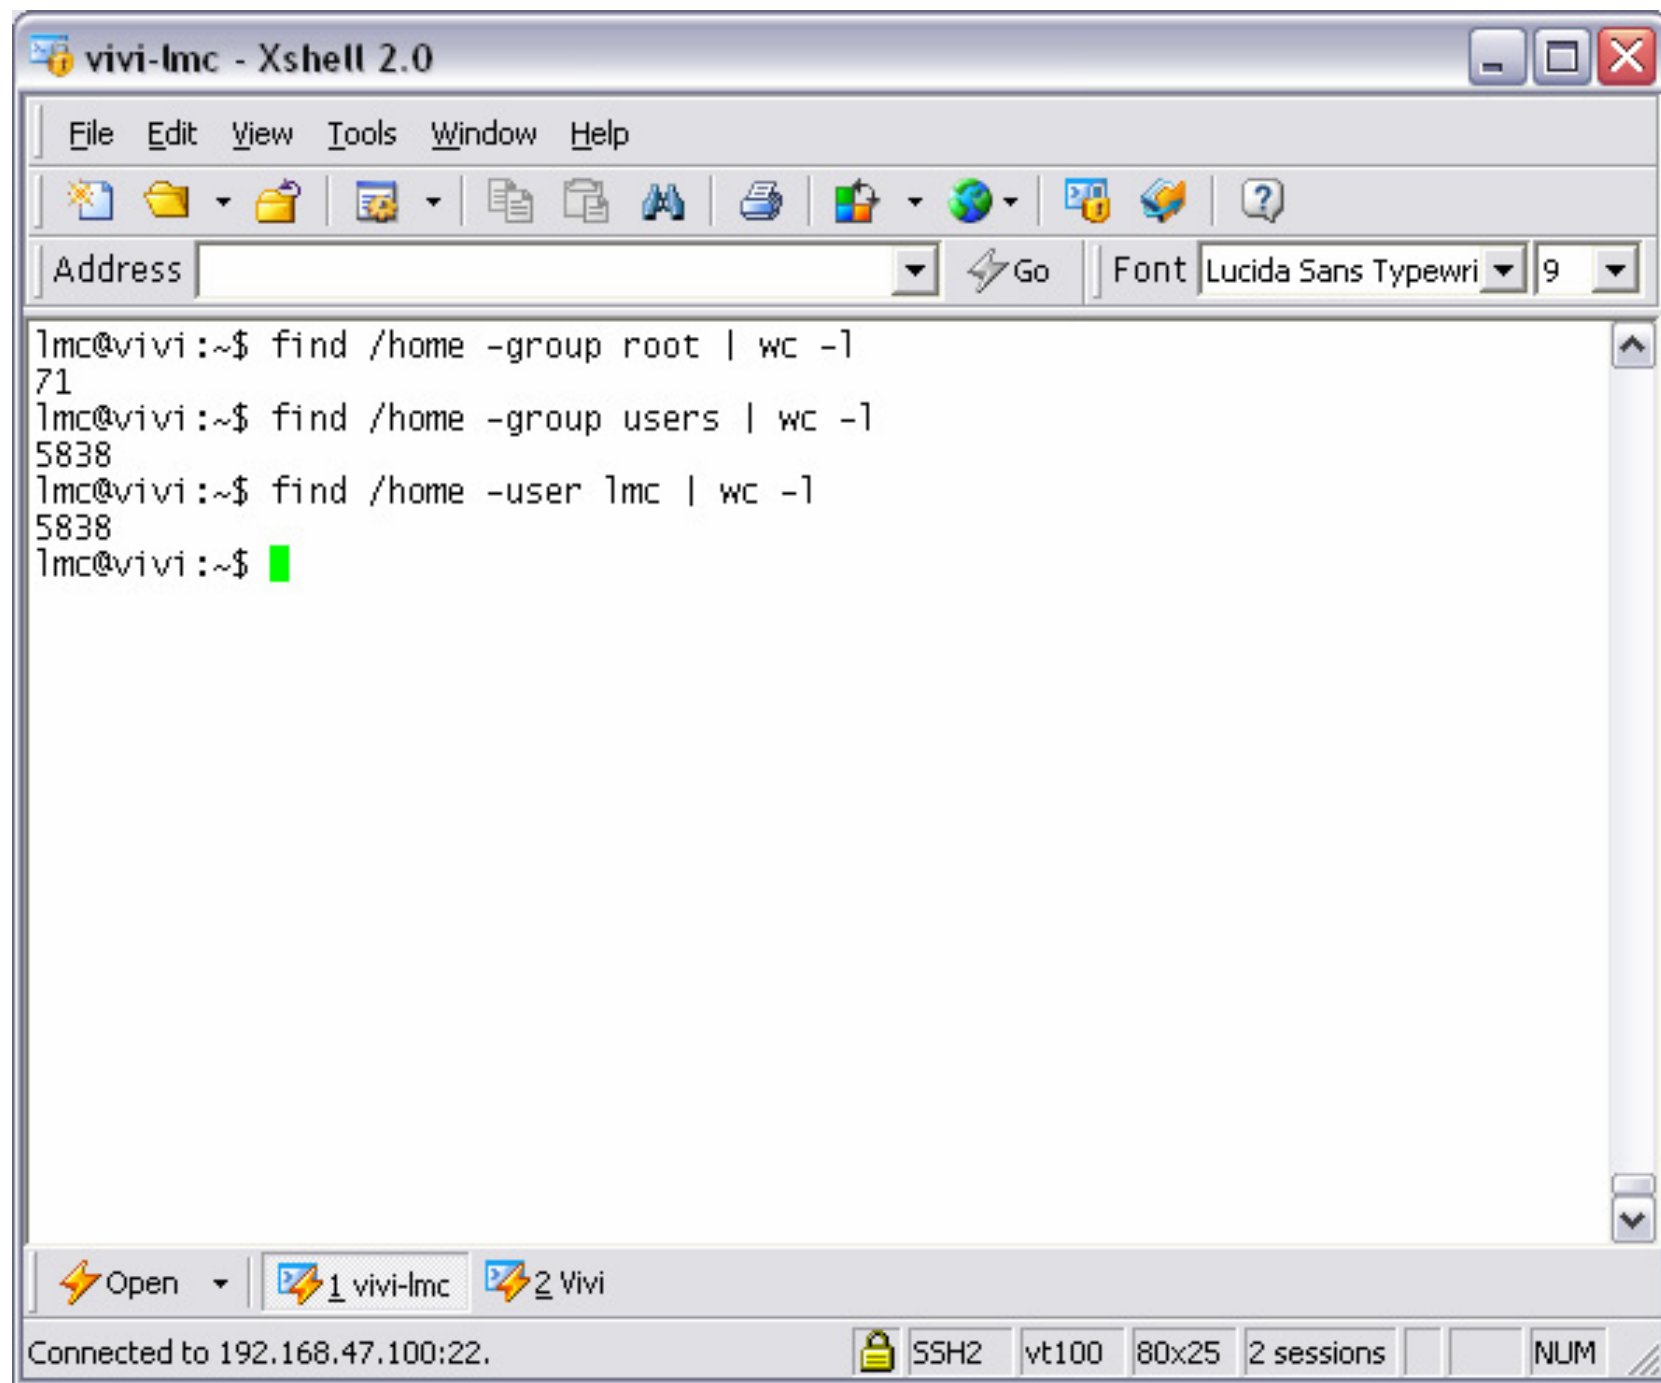 vivi-lmc - Xshell 2.0
File Edit View Tools Window Help
Address Go Font Lucida Sans Typewri 9
lmc@vivi:~$ find /home -group root | wc -l
71
lmc@vivi:~$ find /home -group users | wc -l
5838
lmc@vivi:~$ find /home -user lmc | wc -l
5838
lmc@vivi:~$
Open 1 vivi-lmc 2 Vivi
Connected to 192.168.47.100:22. SSH2 vt100 80x25 2 sessions NUM